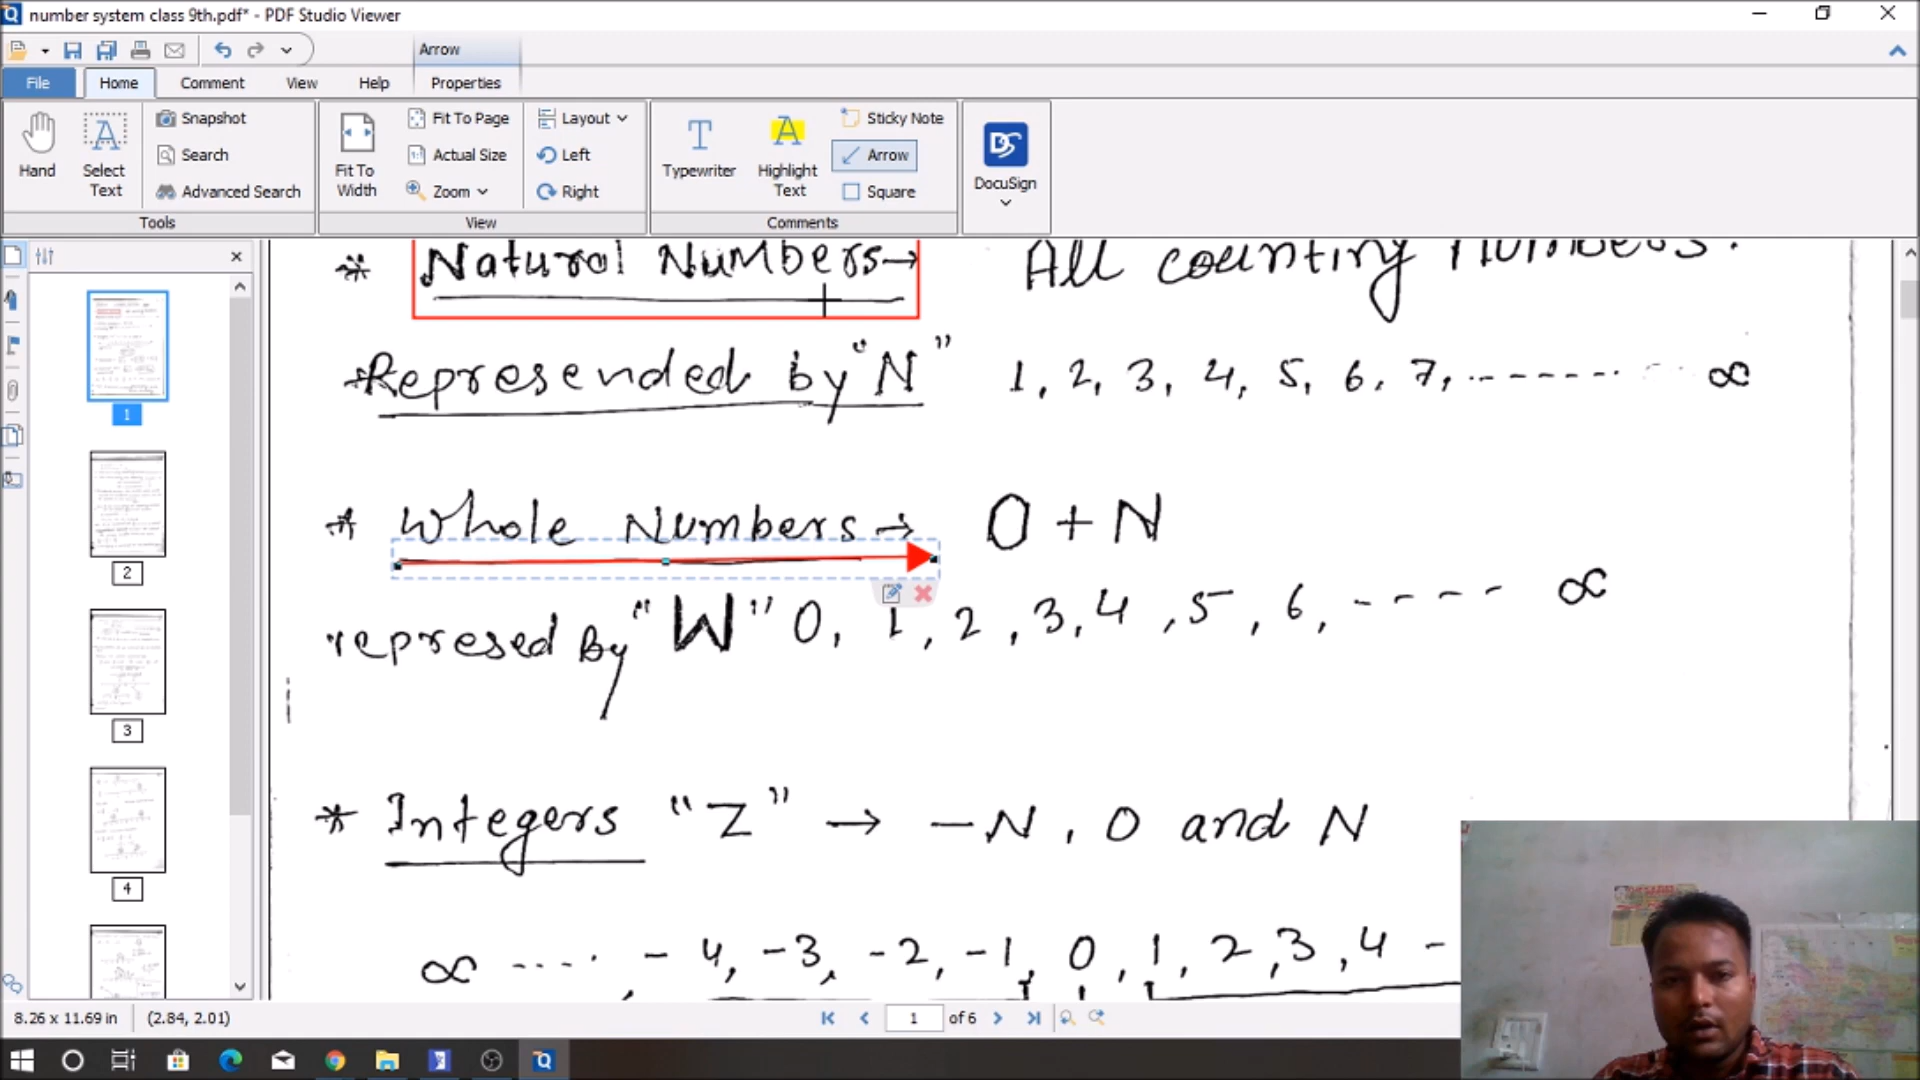 number system class 9th.pdf* - PDF Studio Viewer
Arrow
File Home Comment View Help Properties
Hand
Select Text
Snapshot
Search
Advanced Search
Tools
Fit To Width
Fit To Page
Actual Size
Zoom
Layout
Left
Right
View
Typewriter
Highlight Text
Sticky Note
Arrow
Square
Comments
DS
DocuSign
* Natural Numbers→ All counting numbers.
*Represended by "N" 1, 2, 3, 4, 5, 6, 7, -------- ∞
* Whole Numbers → 0 + N
represed By "W" 0, 1, 2, 3, 4, 5, 6, ---- ∞
* Integers "Z" → -N, 0 and N
∞ ----, -4, -3, -2, -1, 0, 1, 2, 3, 4 -
1
2
3
4
8.26 x 11.69 in (2.84, 2.01)
1 of 6